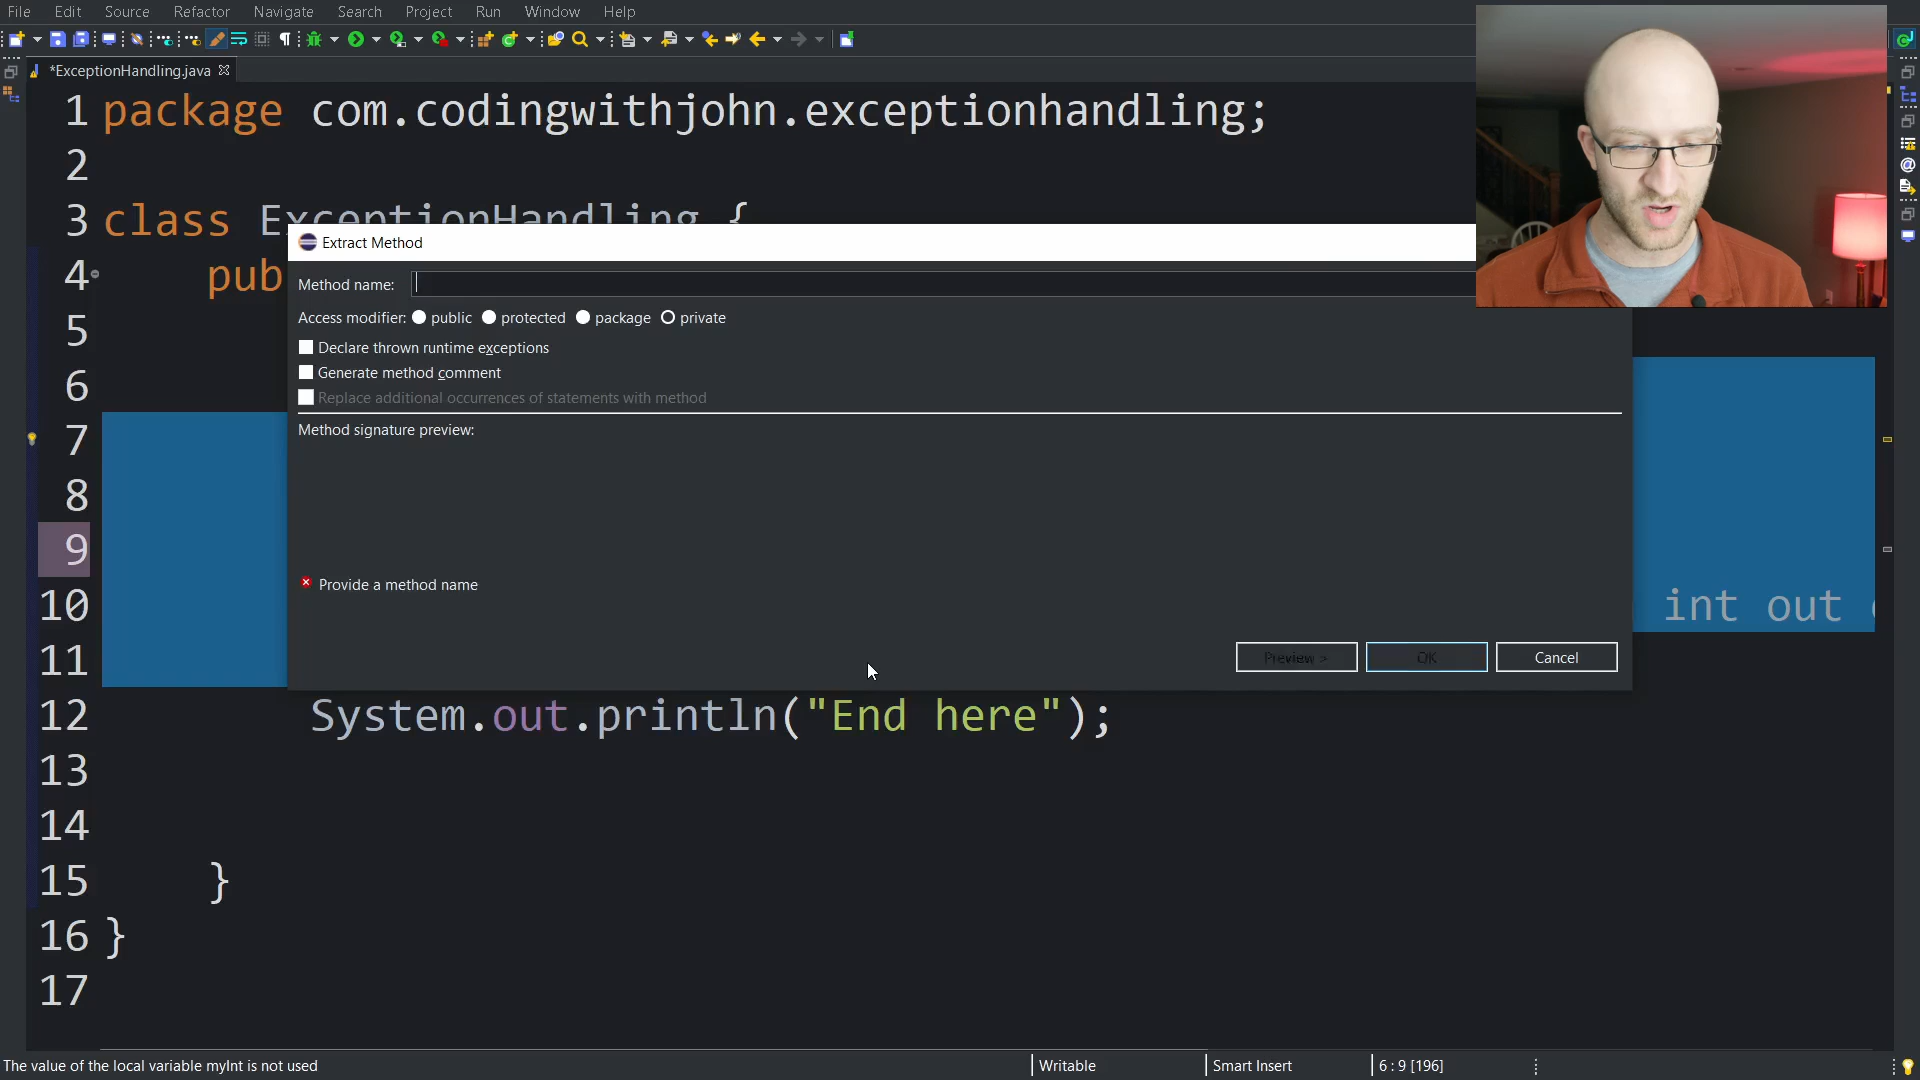 File Edit Source Refactor Navigate Search Project Run Window Help
*ExceptionHandling.java
1 package com.codingwithjohn.exceptionhandling;
2
3 class ExceptionHandling {
Extract Method
4 pub
Method name:
5
Access modifier: public protected package private
Declare thrown runtime exceptions
6
Generate method comment
Replace additional occurrences of statements with method
7
Method signature preview:
8
9
Provide a method name
10 int out
11
Preview > OK Cancel
12 System.out.println("End here");
13
14
15 }
16 }
17
The value of the local variable myInt is not used Writable Smart Insert 6 : 9 [196]